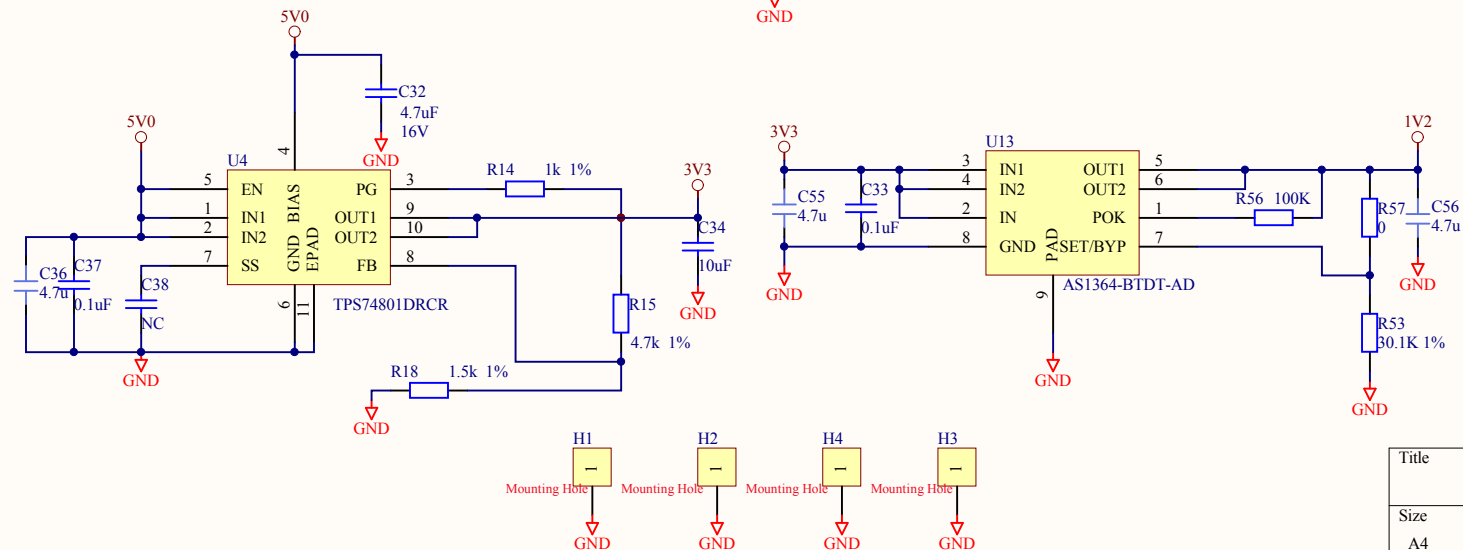 GND
5V0
C32
4.7uF
16V
GND
5V0
U4
4
5
EN
PG
3
R14
1k 1%
1
IN1
OUT1
9
2
IN2
OUT2
10
7
SS
FB
8
BIAS
GND
EPAD
6
11
TPS74801DRCR
C36
4.7u
C37
0.1uF
C38
NC
GND
3V3
C34
10uF
GND
R15
4.7k 1%
R18
1.5k 1%
GND
3V3
U13
C55
4.7u
C33
0.1uF
GND
3
IN1
OUT1
5
4
IN2
OUT2
6
2
IN
POK
1
8
GND
SET/BYP
7
PAD
9
AS1364-BTDT-AD
GND
R56 100K
1V2
R57
0
C56
4.7u
GND
R53
30.1K 1%
GND
H1
1
Mounting Hole
GND
H2
1
Mounting Hole
GND
H4
1
Mounting Hole
GND
H3
1
Mounting Hole
GND
Title
Size
A4